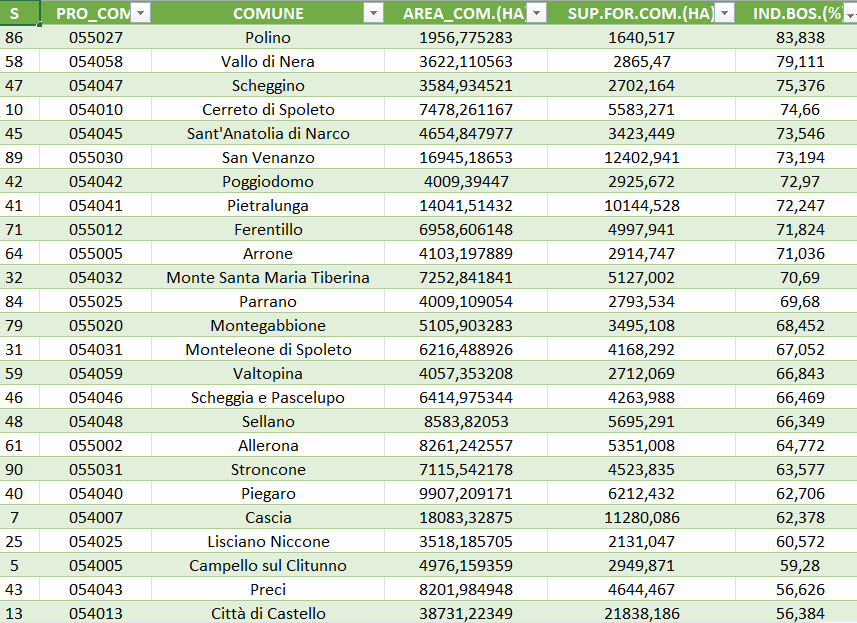 S PRO_COM COMUNE AREA_COM.(HA) SUP.FOR.COM.(HA) IND.BOS.(%
86 055027 Polino 1956,775283 1640,517 83,838
58 054058 Vallo di Nera 3622,110563 2865,47 79,111
47 054047 Scheggino 3584,934521 2702,164 75,376
10 054010 Cerreto di Spoleto 7478,261167 5583,271 74,66
45 054045 Sant'Anatolia di Narco 4654,847977 3423,449 73,546
89 055030 San Venanzo 16945,18653 12402,941 73,194
42 054042 Poggiodomo 4009,39447 2925,672 72,97
41 054041 Pietralunga 14041,51432 10144,528 72,247
71 055012 Ferentillo 6958,606148 4997,941 71,824
64 055005 Arrone 4103,197889 2914,747 71,036
32 054032 Monte Santa Maria Tiberina 7252,841841 5127,002 70,69
84 055025 Parrano 4009,109054 2793,534 69,68
79 055020 Montegabbione 5105,903283 3495,108 68,452
31 054031 Monteleone di Spoleto 6216,488926 4168,292 67,052
59 054059 Valtopina 4057,353208 2712,069 66,843
46 054046 Scheggia e Pascelupo 6414,975344 4263,988 66,469
48 054048 Sellano 8583,82053 5695,291 66,349
61 055002 Allerona 8261,242557 5351,008 64,772
90 055031 Stroncone 7115,542178 4523,835 63,577
40 054040 Piegaro 9907,209171 6212,432 62,706
7 054007 Cascia 18083,32875 11280,086 62,378
25 054025 Lisciano Niccone 3518,185705 2131,047 60,572
5 054005 Campello sul Clitunno 4976,159359 2949,871 59,28
43 054043 Preci 8201,984948 4644,467 56,626
13 054013 Città di Castello 38731,22349 21838,186 56,384